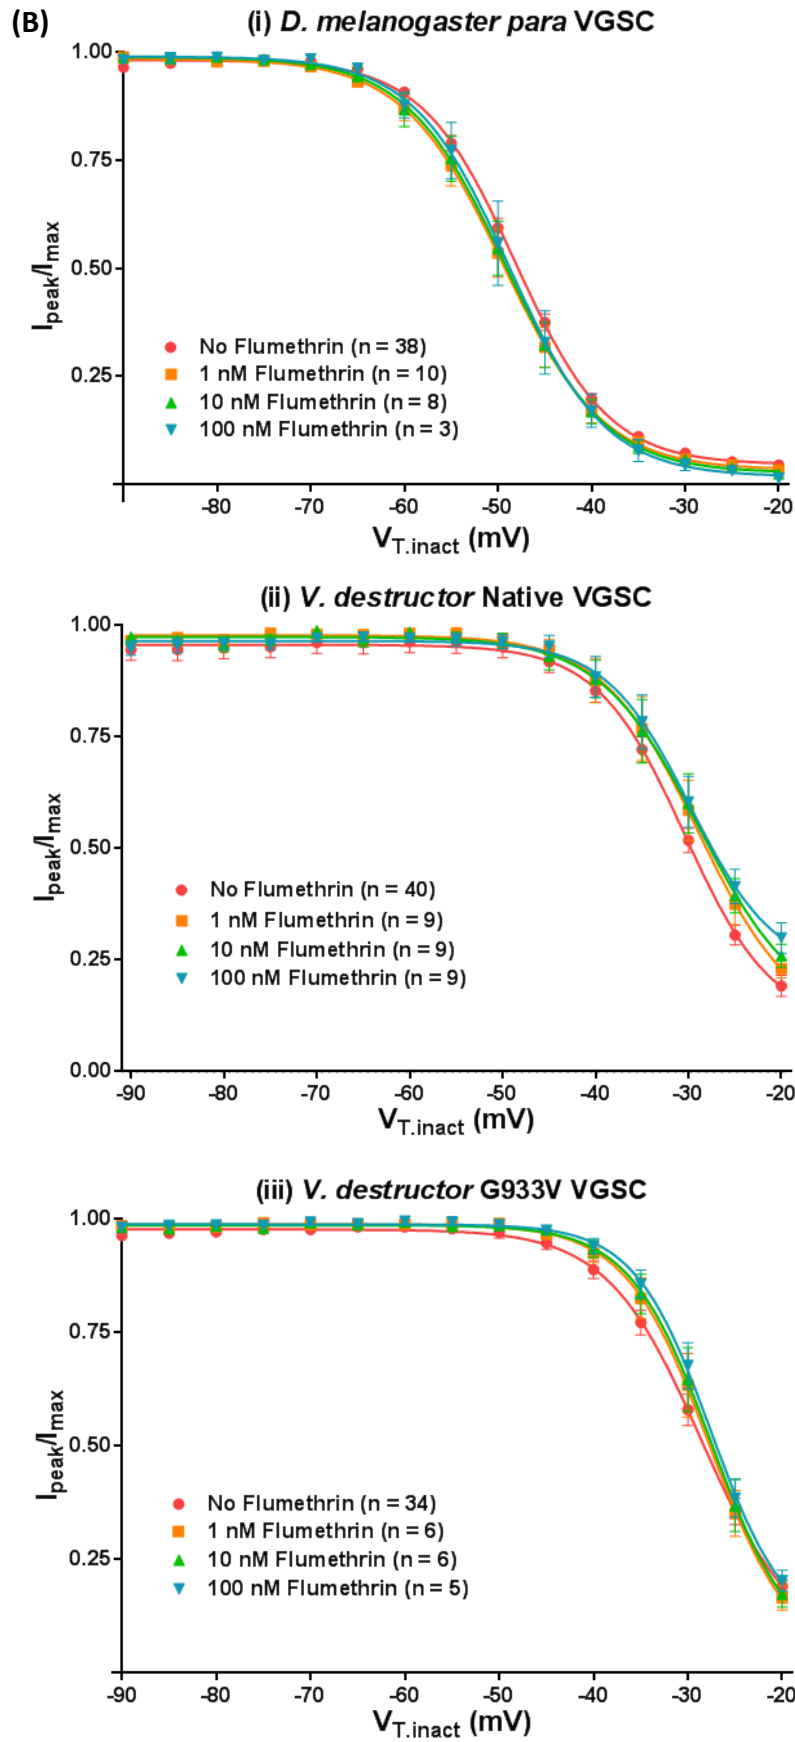 (B)
(i) D. melanogaster para VGSC
1.00
0.75
0.50
0.25
Ipeak/Imax
No Flumethrin (n = 38)
1 nM Flumethrin (n = 10)
10 nM Flumethrin (n = 8)
100 nM Flumethrin (n = 3)
-80 -70 -60 -50 -40 -30 -20
VT.inact (mV)
(ii) V. destructor Native VGSC
1.00
0.75
0.50
0.25
0.00
Ipeak/Imax
No Flumethrin (n = 40)
1 nM Flumethrin (n = 9)
10 nM Flumethrin (n = 9)
100 nM Flumethrin (n = 9)
-90 -80 -70 -60 -50 -40 -30 -20
VT.inact (mV)
(iii) V. destructor G933V VGSC
1.00
0.75
0.50
0.25
Ipeak/Imax
No Flumethrin (n = 34)
1 nM Flumethrin (n = 6)
10 nM Flumethrin (n = 6)
100 nM Flumethrin (n = 5)
-90 -80 -70 -60 -50 -40 -30 -20
VT.inact (mV)